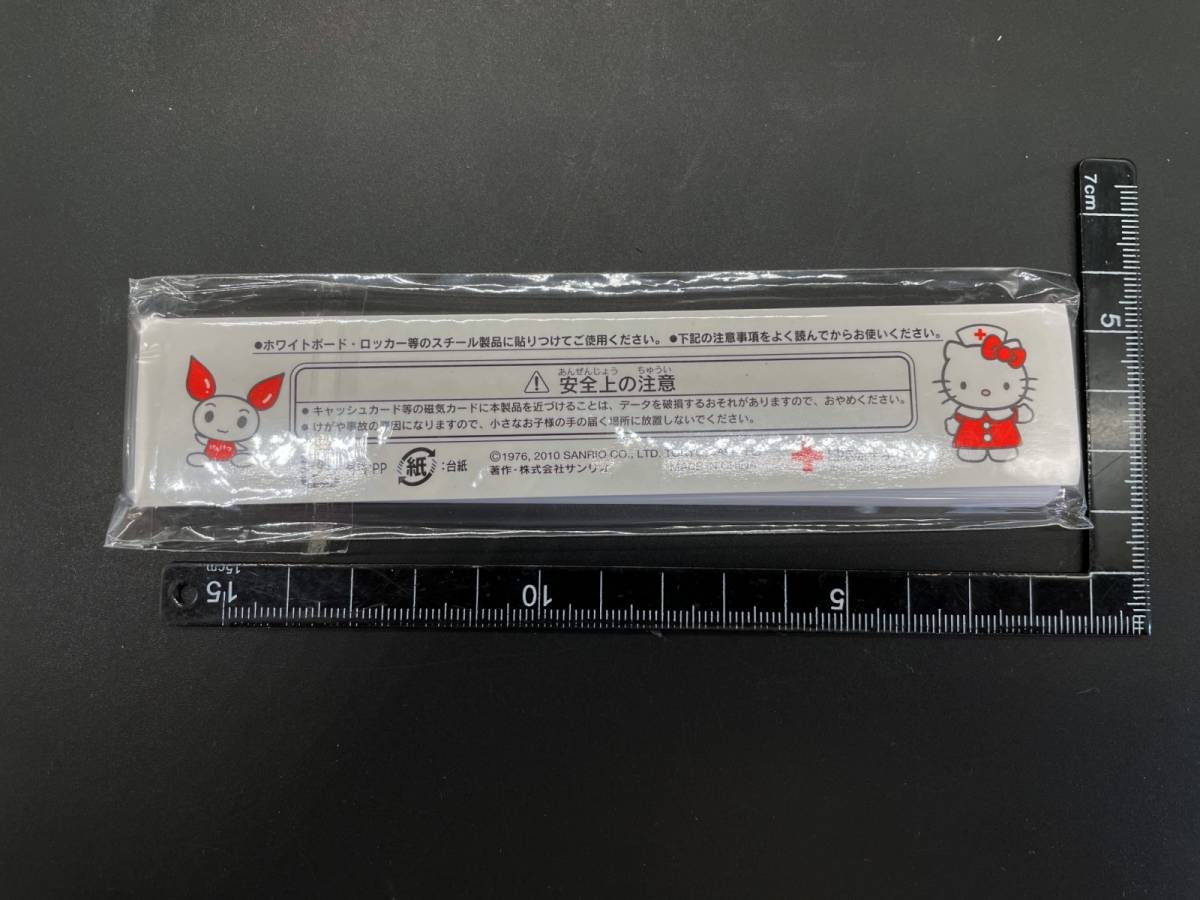 ●ホワイトボード・ロッカー等のスチール製品に貼りつけてご使用ください。 ●下記の注意事項をよく読んでからお使いください。
あんぜんじょう ちゅうい
安全上の注意
● キャッシュカード等の磁気カードに本製品を近づけることは、データを破損するおそれがありますので、おやめください。
● けがや事故の原因になりますので、小さなお子様の手の届く場所に放置しないでください。
PP 紙 :台紙
©1976, 2010 SANRIO CO., LTD.
著作・株式会社サンリオ MADE IN CHINA
7cm
5
15cm
15 10 5